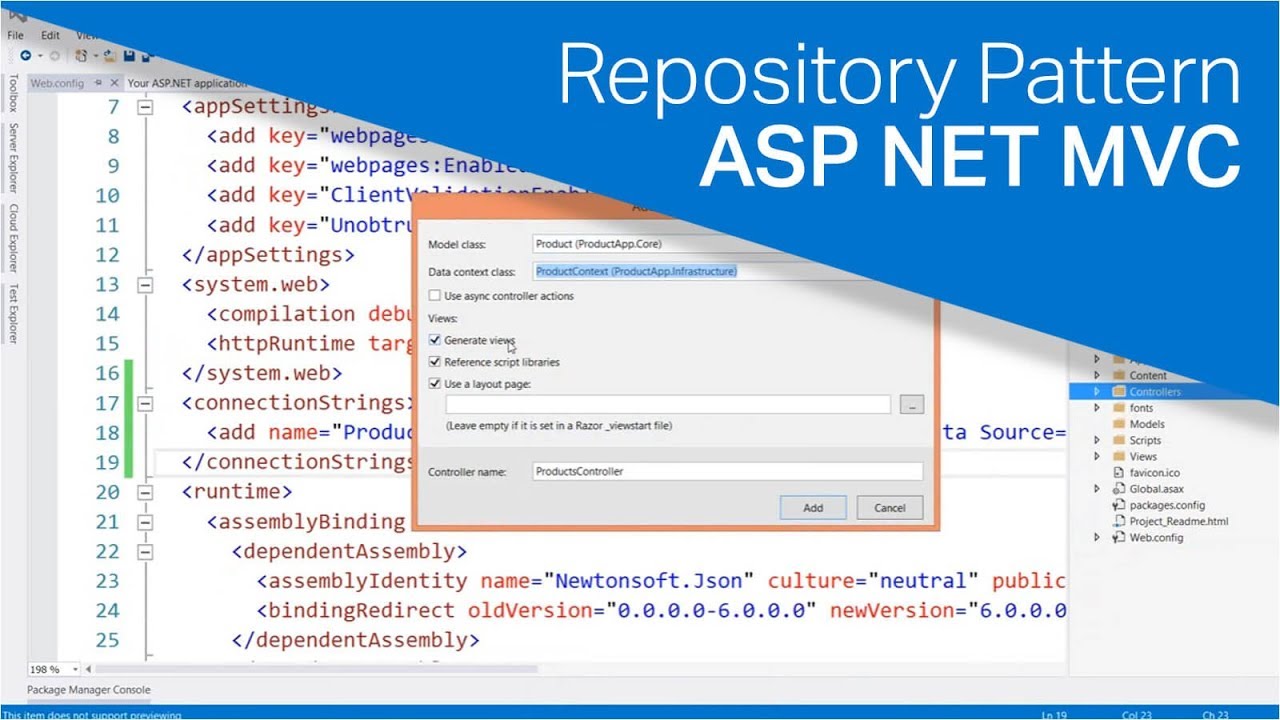 Repository Pattern
ASP NET MVC
File Edit View
Web.config Your ASP.NET application
Toolbox
Server Explorer
Cloud Explorer
Test Explorer
7 <appSettings>
8 <add key="webpages
9 <add key="webpages:Enable
10 <add key="ClientValidationEnab
11 <add key="Unobtru
12 </appSettings>
13 <system.web>
14 <compilation debu
15 <httpRuntime targ
16 </system.web>
17 <connectionStrings>
18 <add name="Produc ta Source=
19 </connectionStrings
20 <runtime>
21 <assemblyBinding
22 <dependentAssembly>
23 <assemblyIdentity name="Newtonsoft.Json" culture="neutral" public
24 <bindingRedirect oldVersion="0.0.0.0-6.0.0.0" newVersion="6.0.0.0
25 </dependentAssembly>
Model class: Product (ProductApp.Core)
Data context class: ProductContext (ProductApp.Infrastructure)
Use async controller actions
Views:
Generate views
Reference script libraries
Use a layout page:
...
(Leave empty if it is set in a Razor _viewstart file)
Controller name: ProductsController
Add Cancel
Content
Controllers
fonts
Models
Scripts
Views
favicon.ico
Global.asax
packages.config
Project_Readme.html
Web.config
198 %
Package Manager Console
This item does not support previewing Ln 19 Col 23 Ch 23